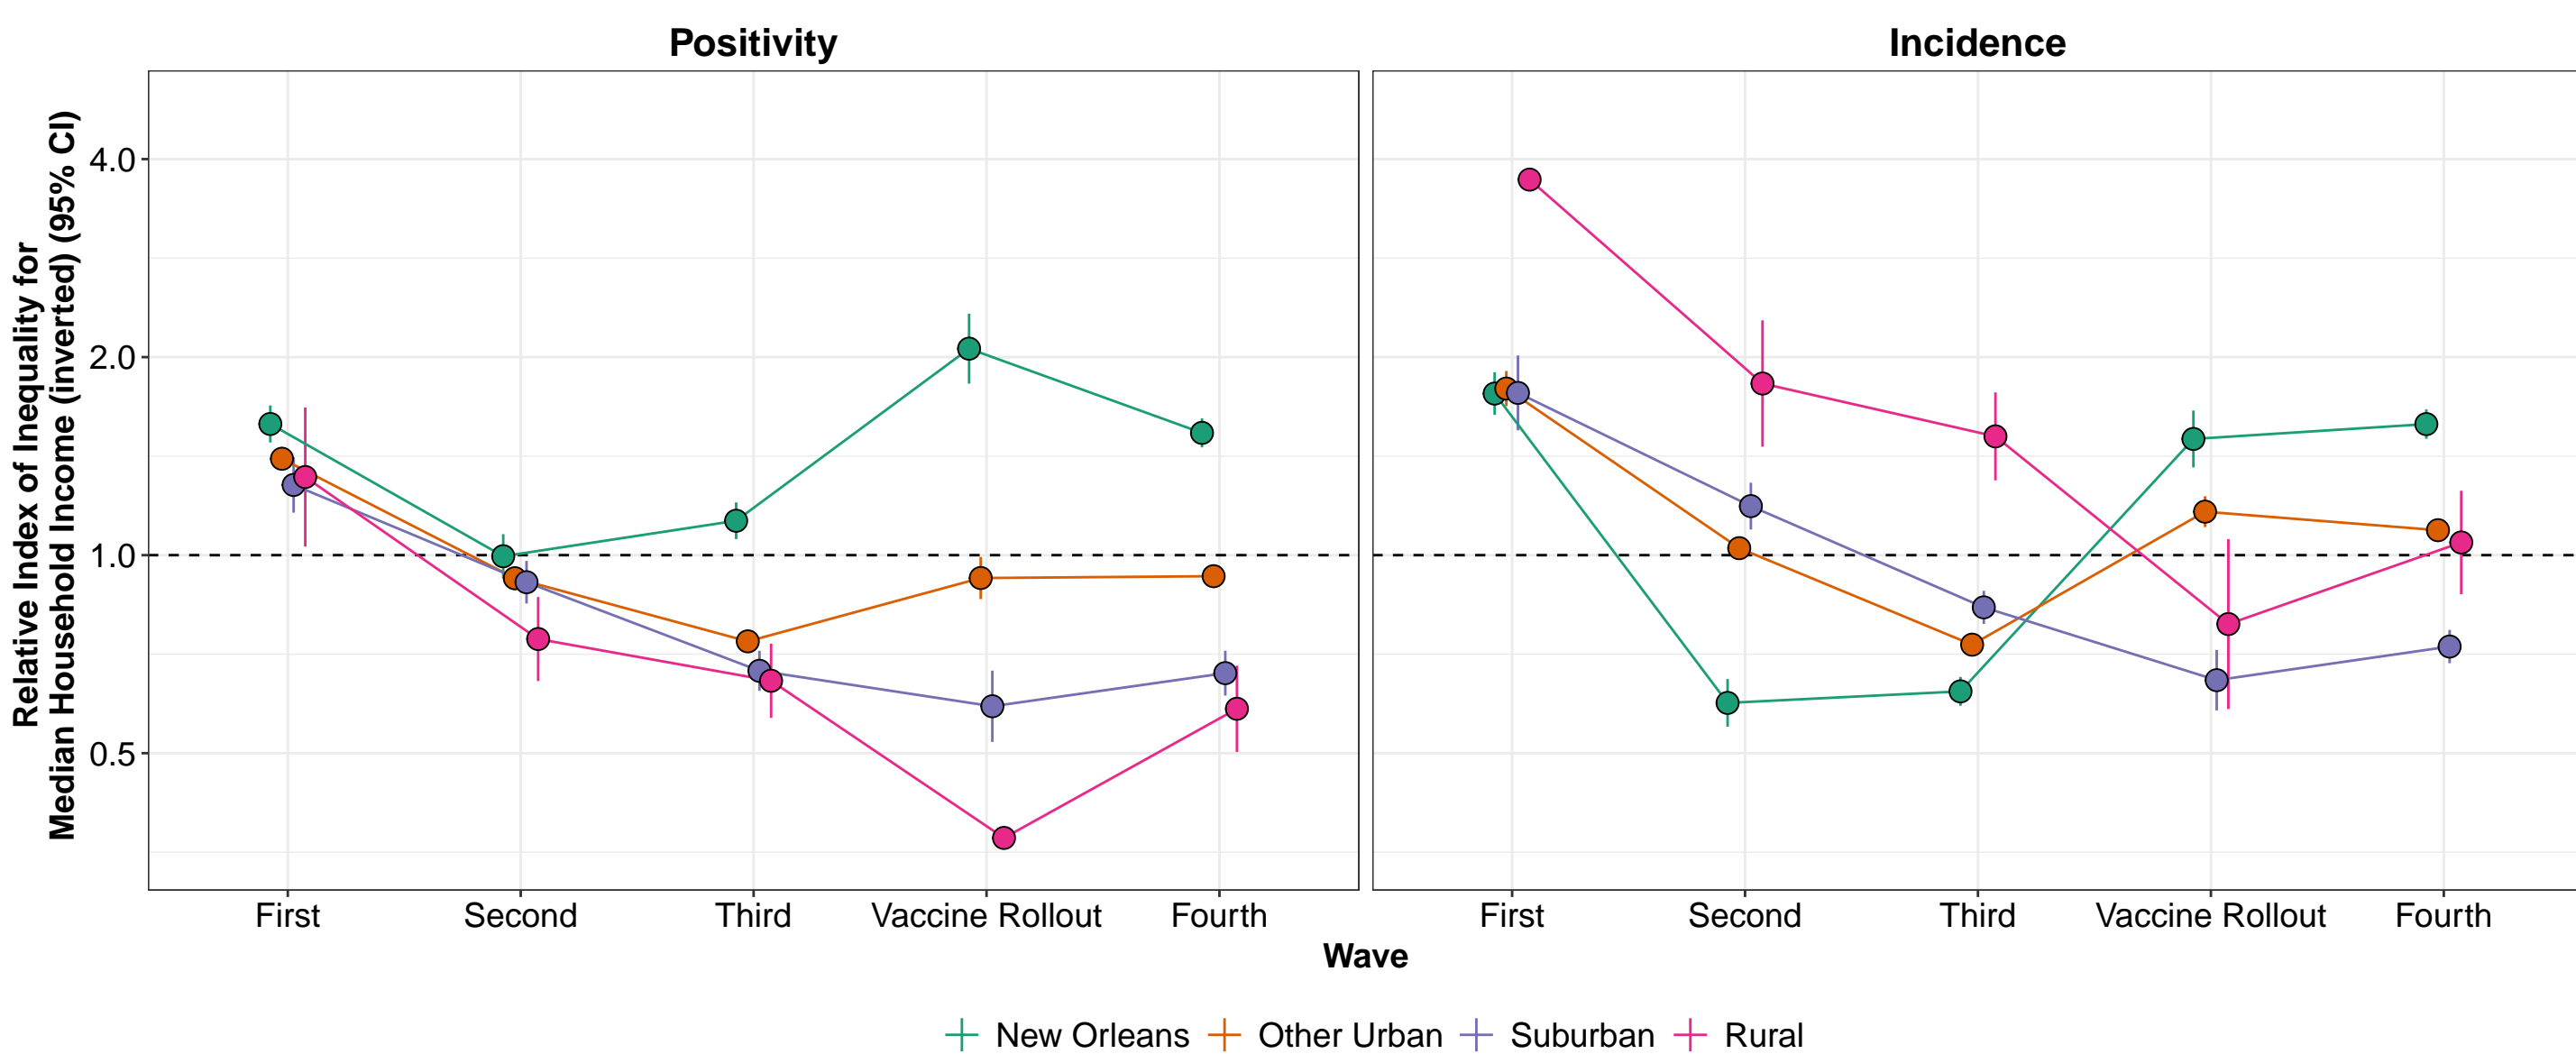 Positivity
Incidence
Relative Index of Inequality for
Median Household Income (inverted) (95% CI)
4.0
2.0
1.0
0.5
First Second Third Vaccine Rollout Fourth
First Second Third Vaccine Rollout Fourth
Wave
New Orleans Other Urban Suburban Rural